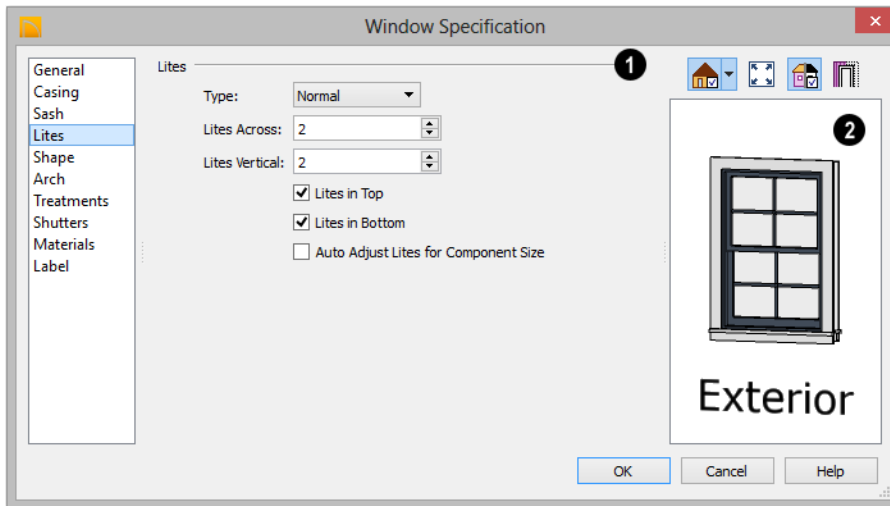 Window Specification
General
Casing
Sash
Lites
Shape
Arch
Treatments
Shutters
Materials
Label
Lites
1
Type: Normal
Lites Across: 2
Lites Vertical: 2
Lites in Top
Lites in Bottom
Auto Adjust Lites for Component Size
2
Exterior
OK Cancel Help